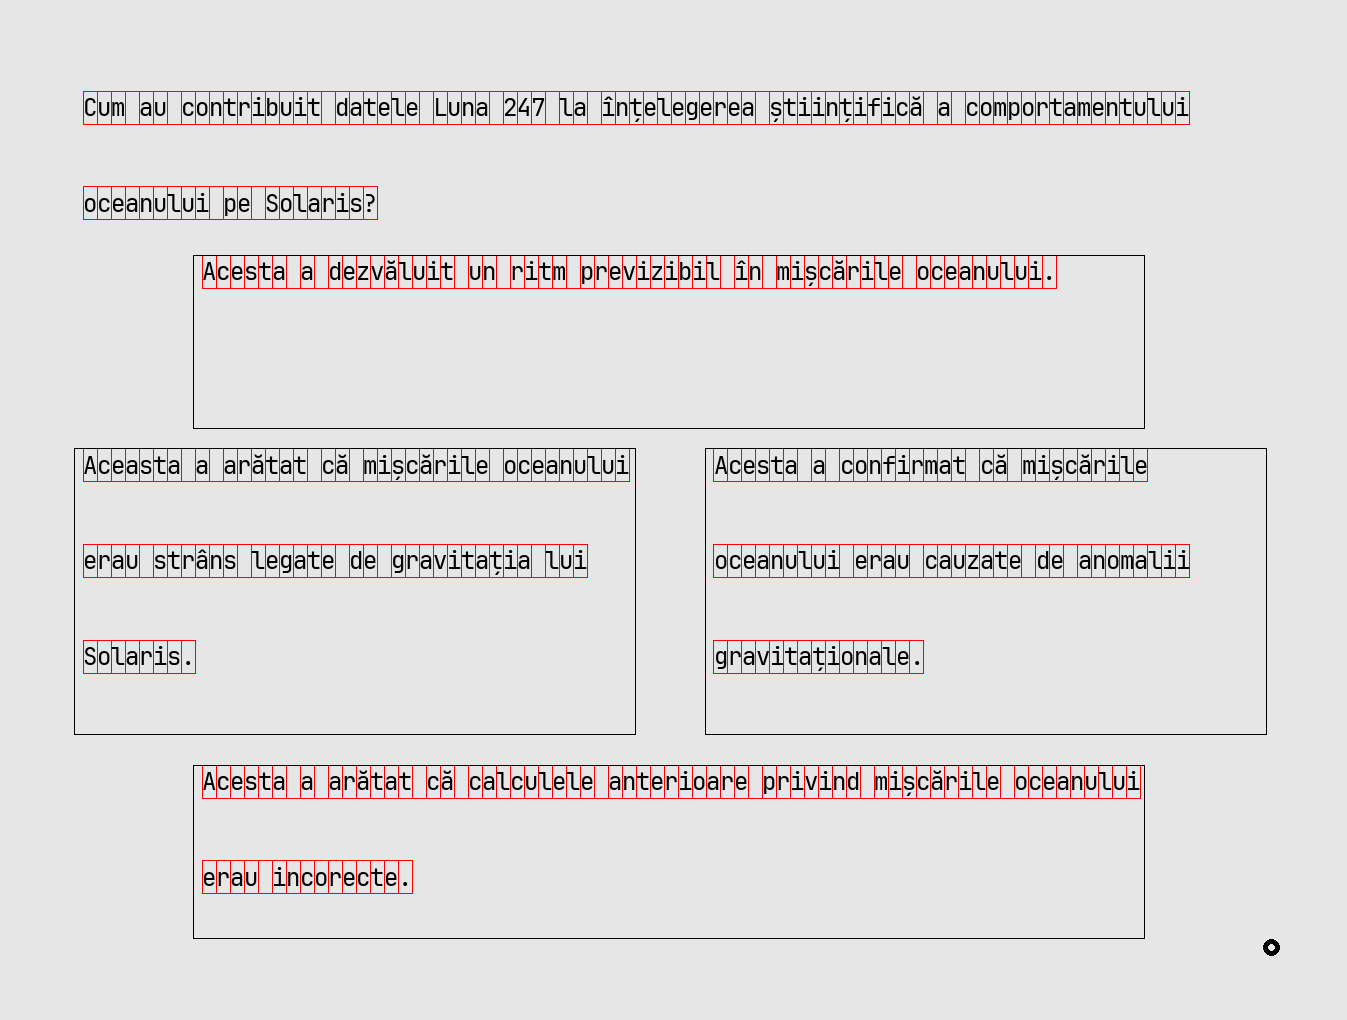 Cum au contribuit datele Luna 247 la înțelegerea științifică a comportamentului
oceanului pe Solaris?
Acesta a dezvăluit un ritm previzibil în mișcările oceanului.
Aceasta a arătat că mișcările oceanului
erau strâns legate de gravitația lui
Solaris.
Acesta a confirmat că mișcările
oceanului erau cauzate de anomalii
gravitaționale.
Acesta a arătat că calculele anterioare privind mișcările oceanului
erau incorecte.